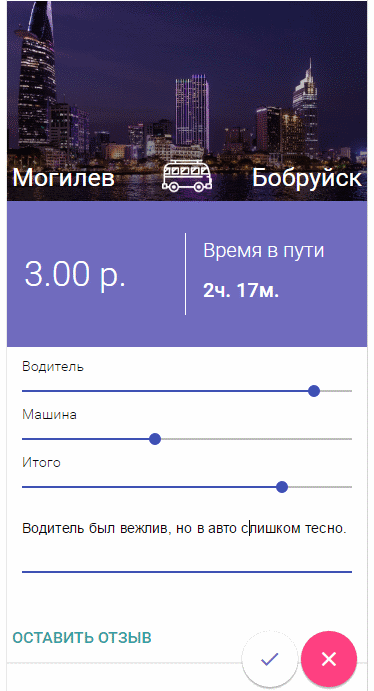 Могилев Бобруйск
3.00 р.
Время в пути
2ч. 17м.
Водитель
Машина
Итого
Водитель был вежлив, но в авто слишком тесно.
ОСТАВИТЬ ОТЗЫВ